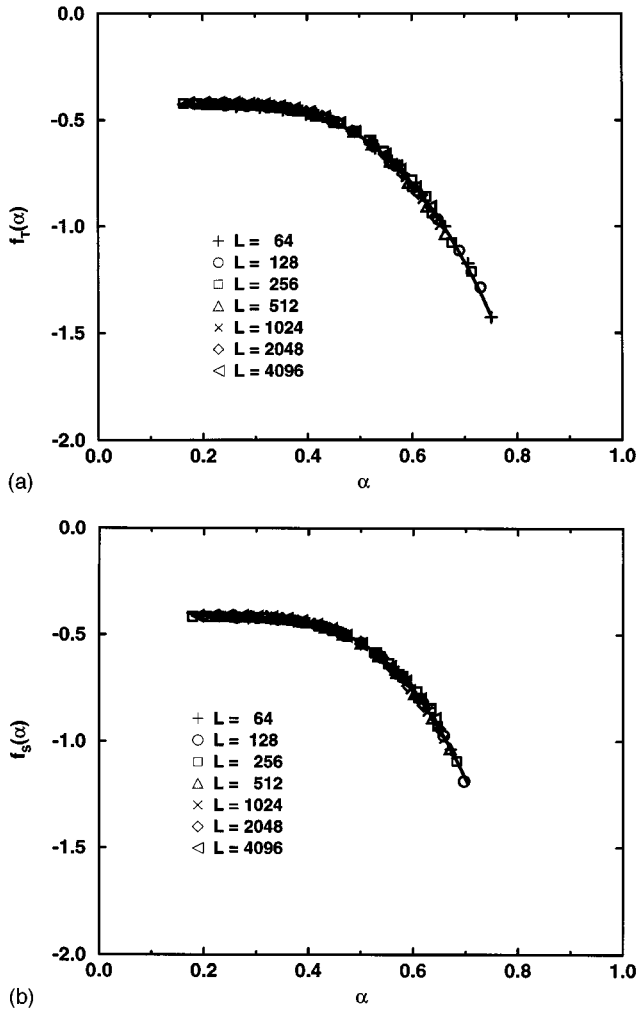 0.0
-0.5
-1.0
-1.5
-2.0
f_T(α)
+ L = 64
○ L = 128
□ L = 256
△ L = 512
× L = 1024
◇ L = 2048
◁ L = 4096
0.0 0.2 0.4 0.6 0.8 1.0
(a) α
0.0
-0.5
-1.0
-1.5
-2.0
f_S(α)
+ L = 64
○ L = 128
□ L = 256
△ L = 512
× L = 1024
◇ L = 2048
◁ L = 4096
0.0 0.2 0.4 0.6 0.8 1.0
(b) α